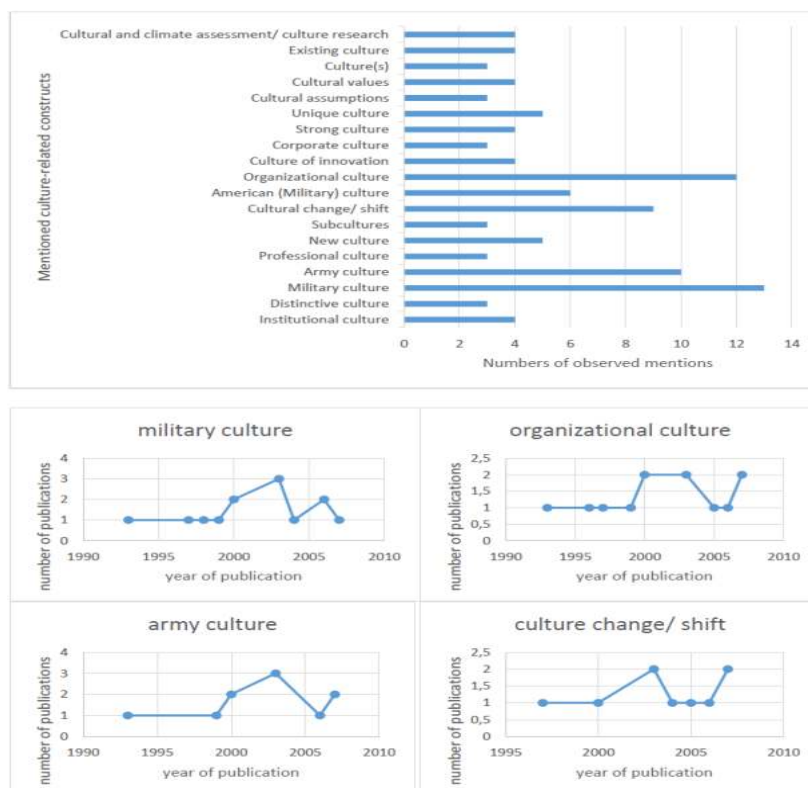 Mentioned culture-related constructs
Cultural and climate assessment/ culture research
Existing culture
Culture(s)
Cultural values
Cultural assumptions
Unique culture
Strong culture
Corporate culture
Culture of innovation
Organizational culture
American (Military) culture
Cultural change/ shift
Subcultures
New culture
Professional culture
Army culture
Military culture
Distinctive culture
Institutional culture
0 2 4 6 8 10 12 14
Numbers of observed mentions
military culture
number of publications
4
3
2
1
0
1990 1995 2000 2005 2010
year of publication
organizational culture
number of publications
2,5
2
1,5
1
0,5
0
1990 1995 2000 2005 2010
year of publication
army culture
number of publications
4
3
2
1
0
1990 1995 2000 2005 2010
year of publication
culture change/ shift
number of publications
2,5
2
1,5
1
0,5
0
1995 2000 2005 2010
year of publication